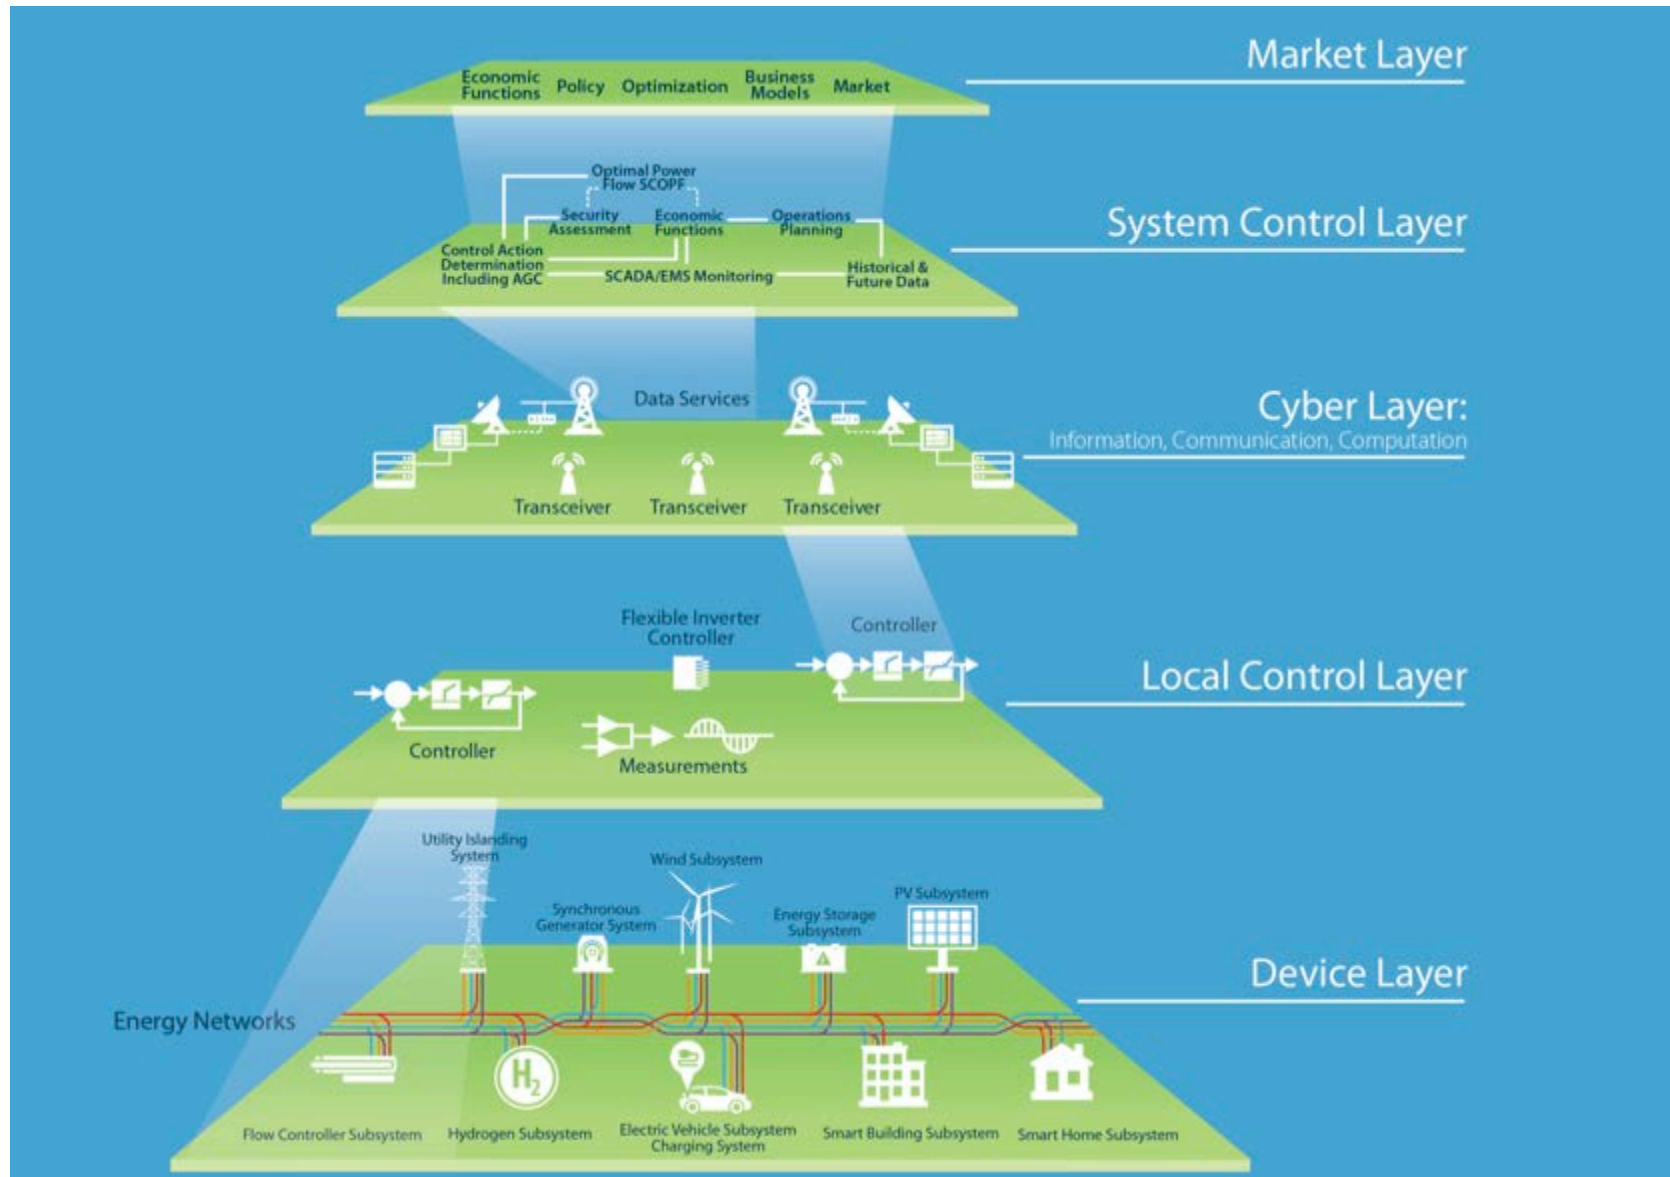 Market Layer
Economic
Functions
Policy
Optimization
Business
Models
Market
System Control Layer
Optimal Power
Flow SCOPF
Security
Assessment
Economic
Functions
Operations
Planning
Control Action
Determination
Including AGC
SCADA/EMS Monitoring
Historical &
Future Data
Cyber Layer:
Information, Communication, Computation
Data Services
Transceiver
Transceiver
Transceiver
Local Control Layer
Flexible Inverter
Controller
Controller
Controller
Measurements
Device Layer
Utility Islanding
System
Synchronous
Generator System
Wind Subsystem
Energy Storage
Subsystem
PV Subsystem
Energy Networks
H2
Flow Controller Subsystem
Hydrogen Subsystem
Electric Vehicle Subsystem
Charging System
Smart Building Subsystem
Smart Home Subsystem